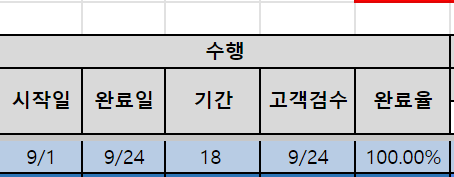 수행
시작일 완료일 기간 고객검수 완료율
9/1 9/24 18 9/24 100.00%